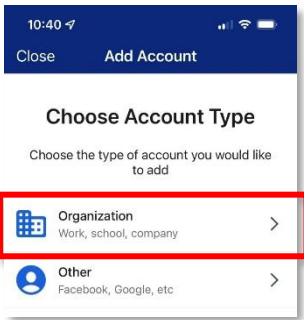 10:40
Close Add Account
Choose Account Type
Choose the type of account you would like
to add
Organization
Work, school, company
Other
Facebook, Google, etc